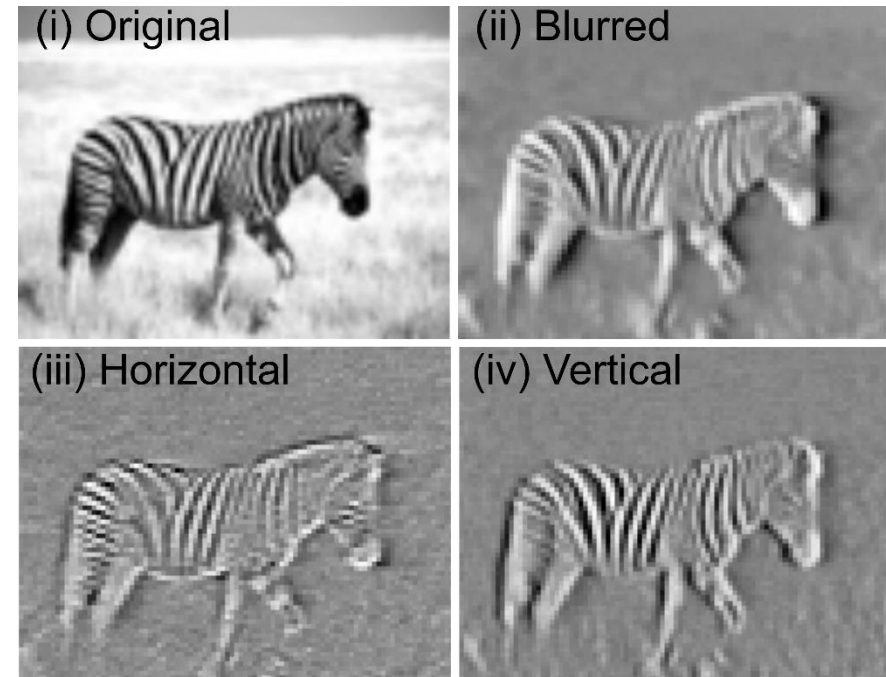 (i) Original
(ii) Blurred
(iii) Horizontal
(iv) Vertical